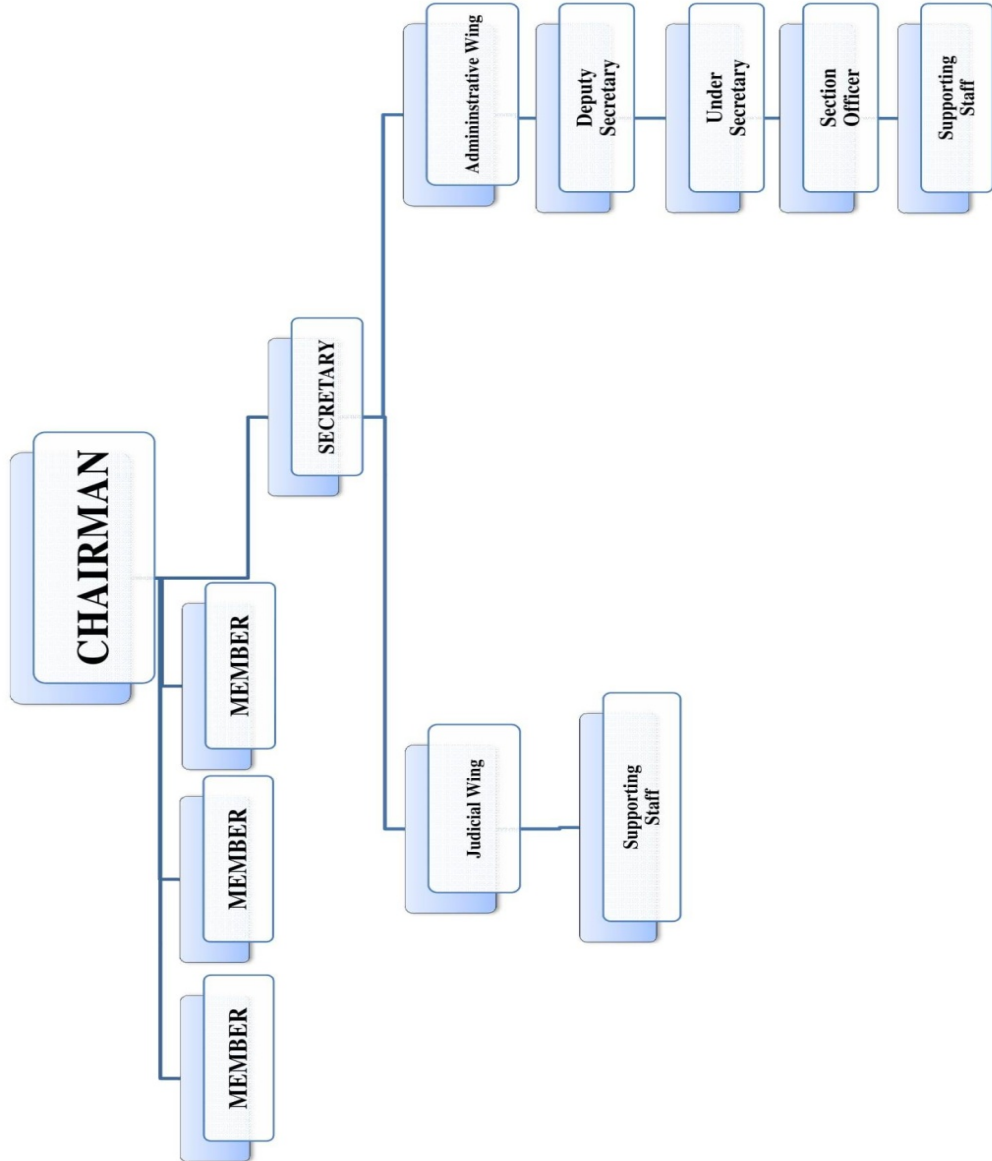 CHAIRMAN
MEMBER
MEMBER
MEMBER
SECRETARY
Judicial Wing
Supporting
Staff
Admininstrative Wing
Deputy
Secretary
Under
Secretary
Section
Officer
Supporting
Staff